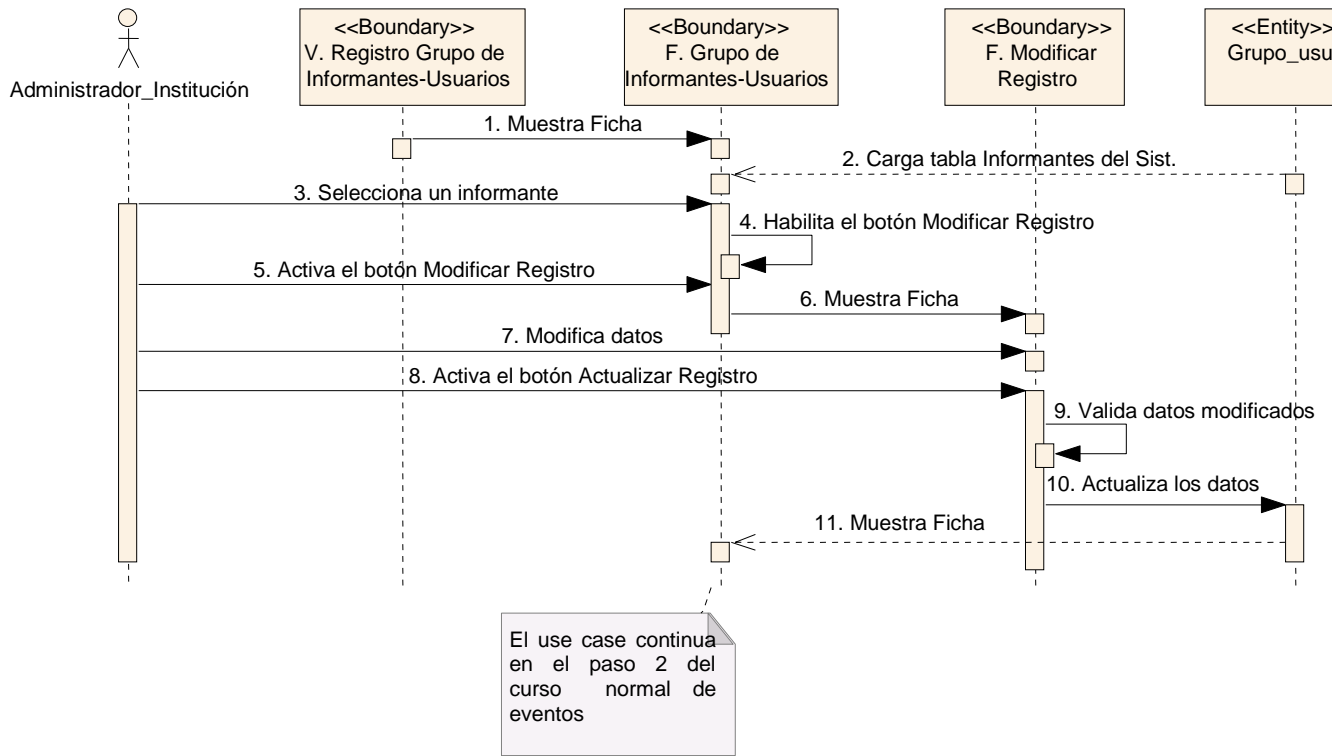 Administrador_Institución
<<Boundary>>
V. Registro Grupo de
Informantes-Usuarios
<<Boundary>>
F. Grupo de
Informantes-Usuarios
<<Boundary>>
F. Modificar
Registro
<<Entity>>
Grupo_usu
1. Muestra Ficha
2. Carga tabla Informantes del Sist.
3. Selecciona un informante
4. Habilita el botón Modificar Registro
5. Activa el botón Modificar Registro
6. Muestra Ficha
7. Modifica datos
8. Activa el botón Actualizar Registro
9. Valida datos modificados
10. Actualiza los datos
11. Muestra Ficha
El use case continua
en el paso 2 del
curso normal de
eventos